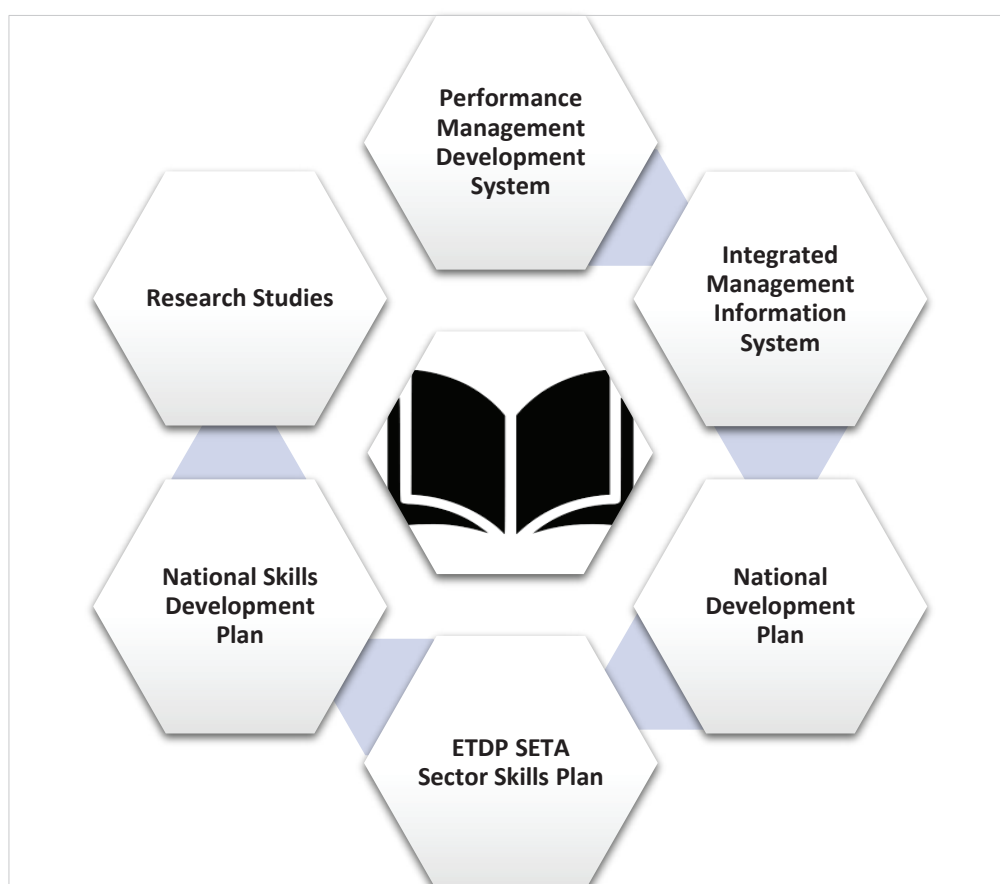 Performance
Management
Development
System
Integrated
Management
Information
System
National
Development
Plan
ETDP SETA
Sector Skills Plan
National Skills
Development
Plan
Research Studies